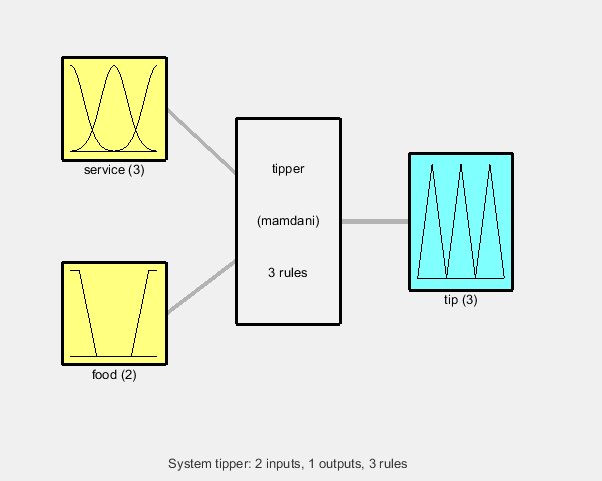 service (3)
tipper
(mamdani)
3 rules
tip (3)
food (2)
System tipper: 2 inputs, 1 outputs, 3 rules